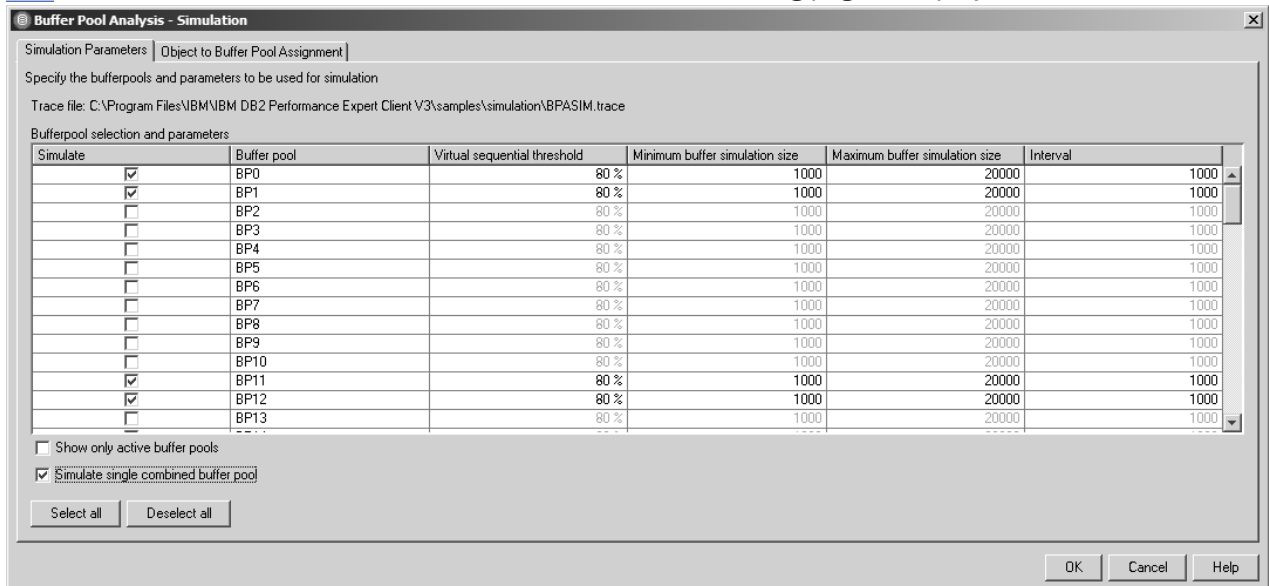 Buffer Pool Analysis - Simulation
Simulation Parameters Object to Buffer Pool Assignment
Specify the bufferpools and parameters to be used for simulation
Trace file: C:\Program Files\IBM\IBM DB2 Performance Expert Client V3\samples\simulation\BPASIM.trace
Bufferpool selection and parameters
Simulate Buffer pool Virtual sequential threshold Minimum buffer simulation size Maximum buffer simulation size Interval
BP0 80 % 1000 20000 1000
BP1 80 % 1000 20000 1000
BP2 80 % 1000 20000 1000
BP3 80 % 1000 20000 1000
BP4 80 % 1000 20000 1000
BP5 80 % 1000 20000 1000
BP6 80 % 1000 20000 1000
BP7 80 % 1000 20000 1000
BP8 80 % 1000 20000 1000
BP9 80 % 1000 20000 1000
BP10 80 % 1000 20000 1000
BP11 80 % 1000 20000 1000
BP12 80 % 1000 20000 1000
BP13 80 % 1000 20000 1000
Show only active buffer pools
Simulate single combined buffer pool
Select all Deselect all
OK Cancel Help